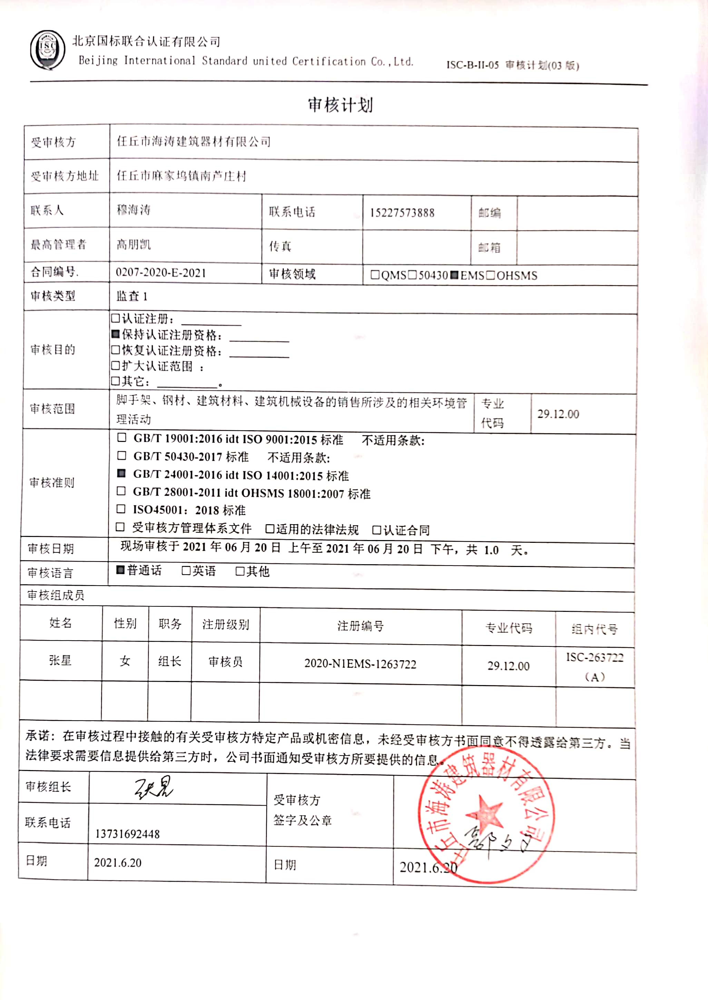 ISC
北京国标联合认证有限公司
Beijing International Standard united Certification Co.,Ltd.
ISC-B-II-05 审核计划(03 版)
审核计划
受审核方 任丘市海涛建筑器材有限公司
受审核方地址 任丘市麻家坞镇南芦庄村
联系人 穆海涛 联系电话 15227573888 邮编
最高管理者 高朋凯 传真 邮箱
合同编号. 0207-2020-E-2021 审核领域 □QMS□50430■EMS□OHSMS
审核类型 监查 1
审核目的
□认证注册：__________
■保持认证注册资格：__________
□恢复认证注册资格：__________
□扩大认证范围 ：
□其它：__________。
审核范围 脚手架、钢材、建筑材料、建筑机械设备的销售所涉及的相关环境管
理活动
专业
代码
29.12.00
审核准则
□ GB/T 19001:2016 idt ISO 9001:2015 标准 不适用条款:
□ GB/T 50430-2017 标准 不适用条款:
■ GB/T 24001-2016 idt ISO 14001:2015 标准
□ GB/T 28001-2011 idt OHSMS 18001:2007 标准
□ ISO45001：2018 标准
□ 受审核方管理体系文件 □适用的法律法规 □认证合同
审核日期 现场审核于 2021 年 06 月 20 日 上午至 2021 年 06 月 20 日 下午，共 1.0 天。
审核语言 ■普通话 □英语 □其他
审核组成员
姓名 性别 职务 注册级别 注册编号 专业代码 组内代号
张星 女 组长 审核员 2020-N1EMS-1263722 29.12.00 ISC-263722
（A）
承诺：在审核过程中接触的有关受审核方特定产品或机密信息，未经受审核方书面同意不得透露给第三方。当
法律要求需要信息提供给第三方时，公司书面通知受审核方所要提供的信息。
审核组长 张星
受审核方
签字及公章
任丘市海涛建筑器材有限公司
联系电话 13731692448
日期 2021.6.20 日期 2021.6.20